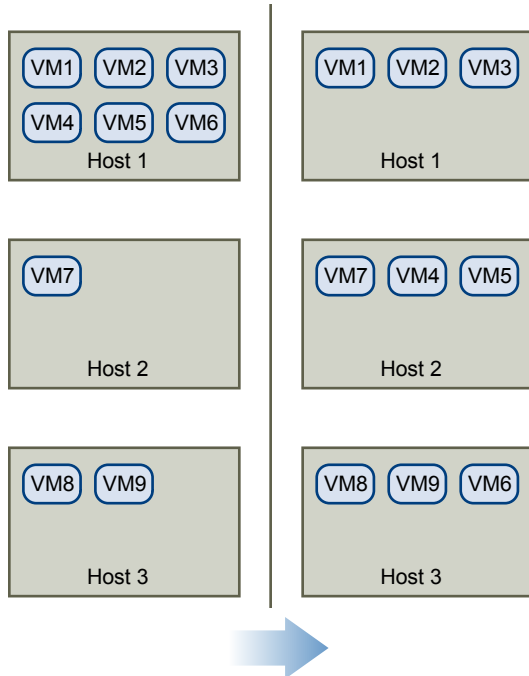 VM1 VM2 VM3
VM4 VM5 VM6
Host 1
VM7
Host 2
VM8 VM9
Host 3
VM1 VM2 VM3
Host 1
VM7 VM4 VM5
Host 2
VM8 VM9 VM6
Host 3